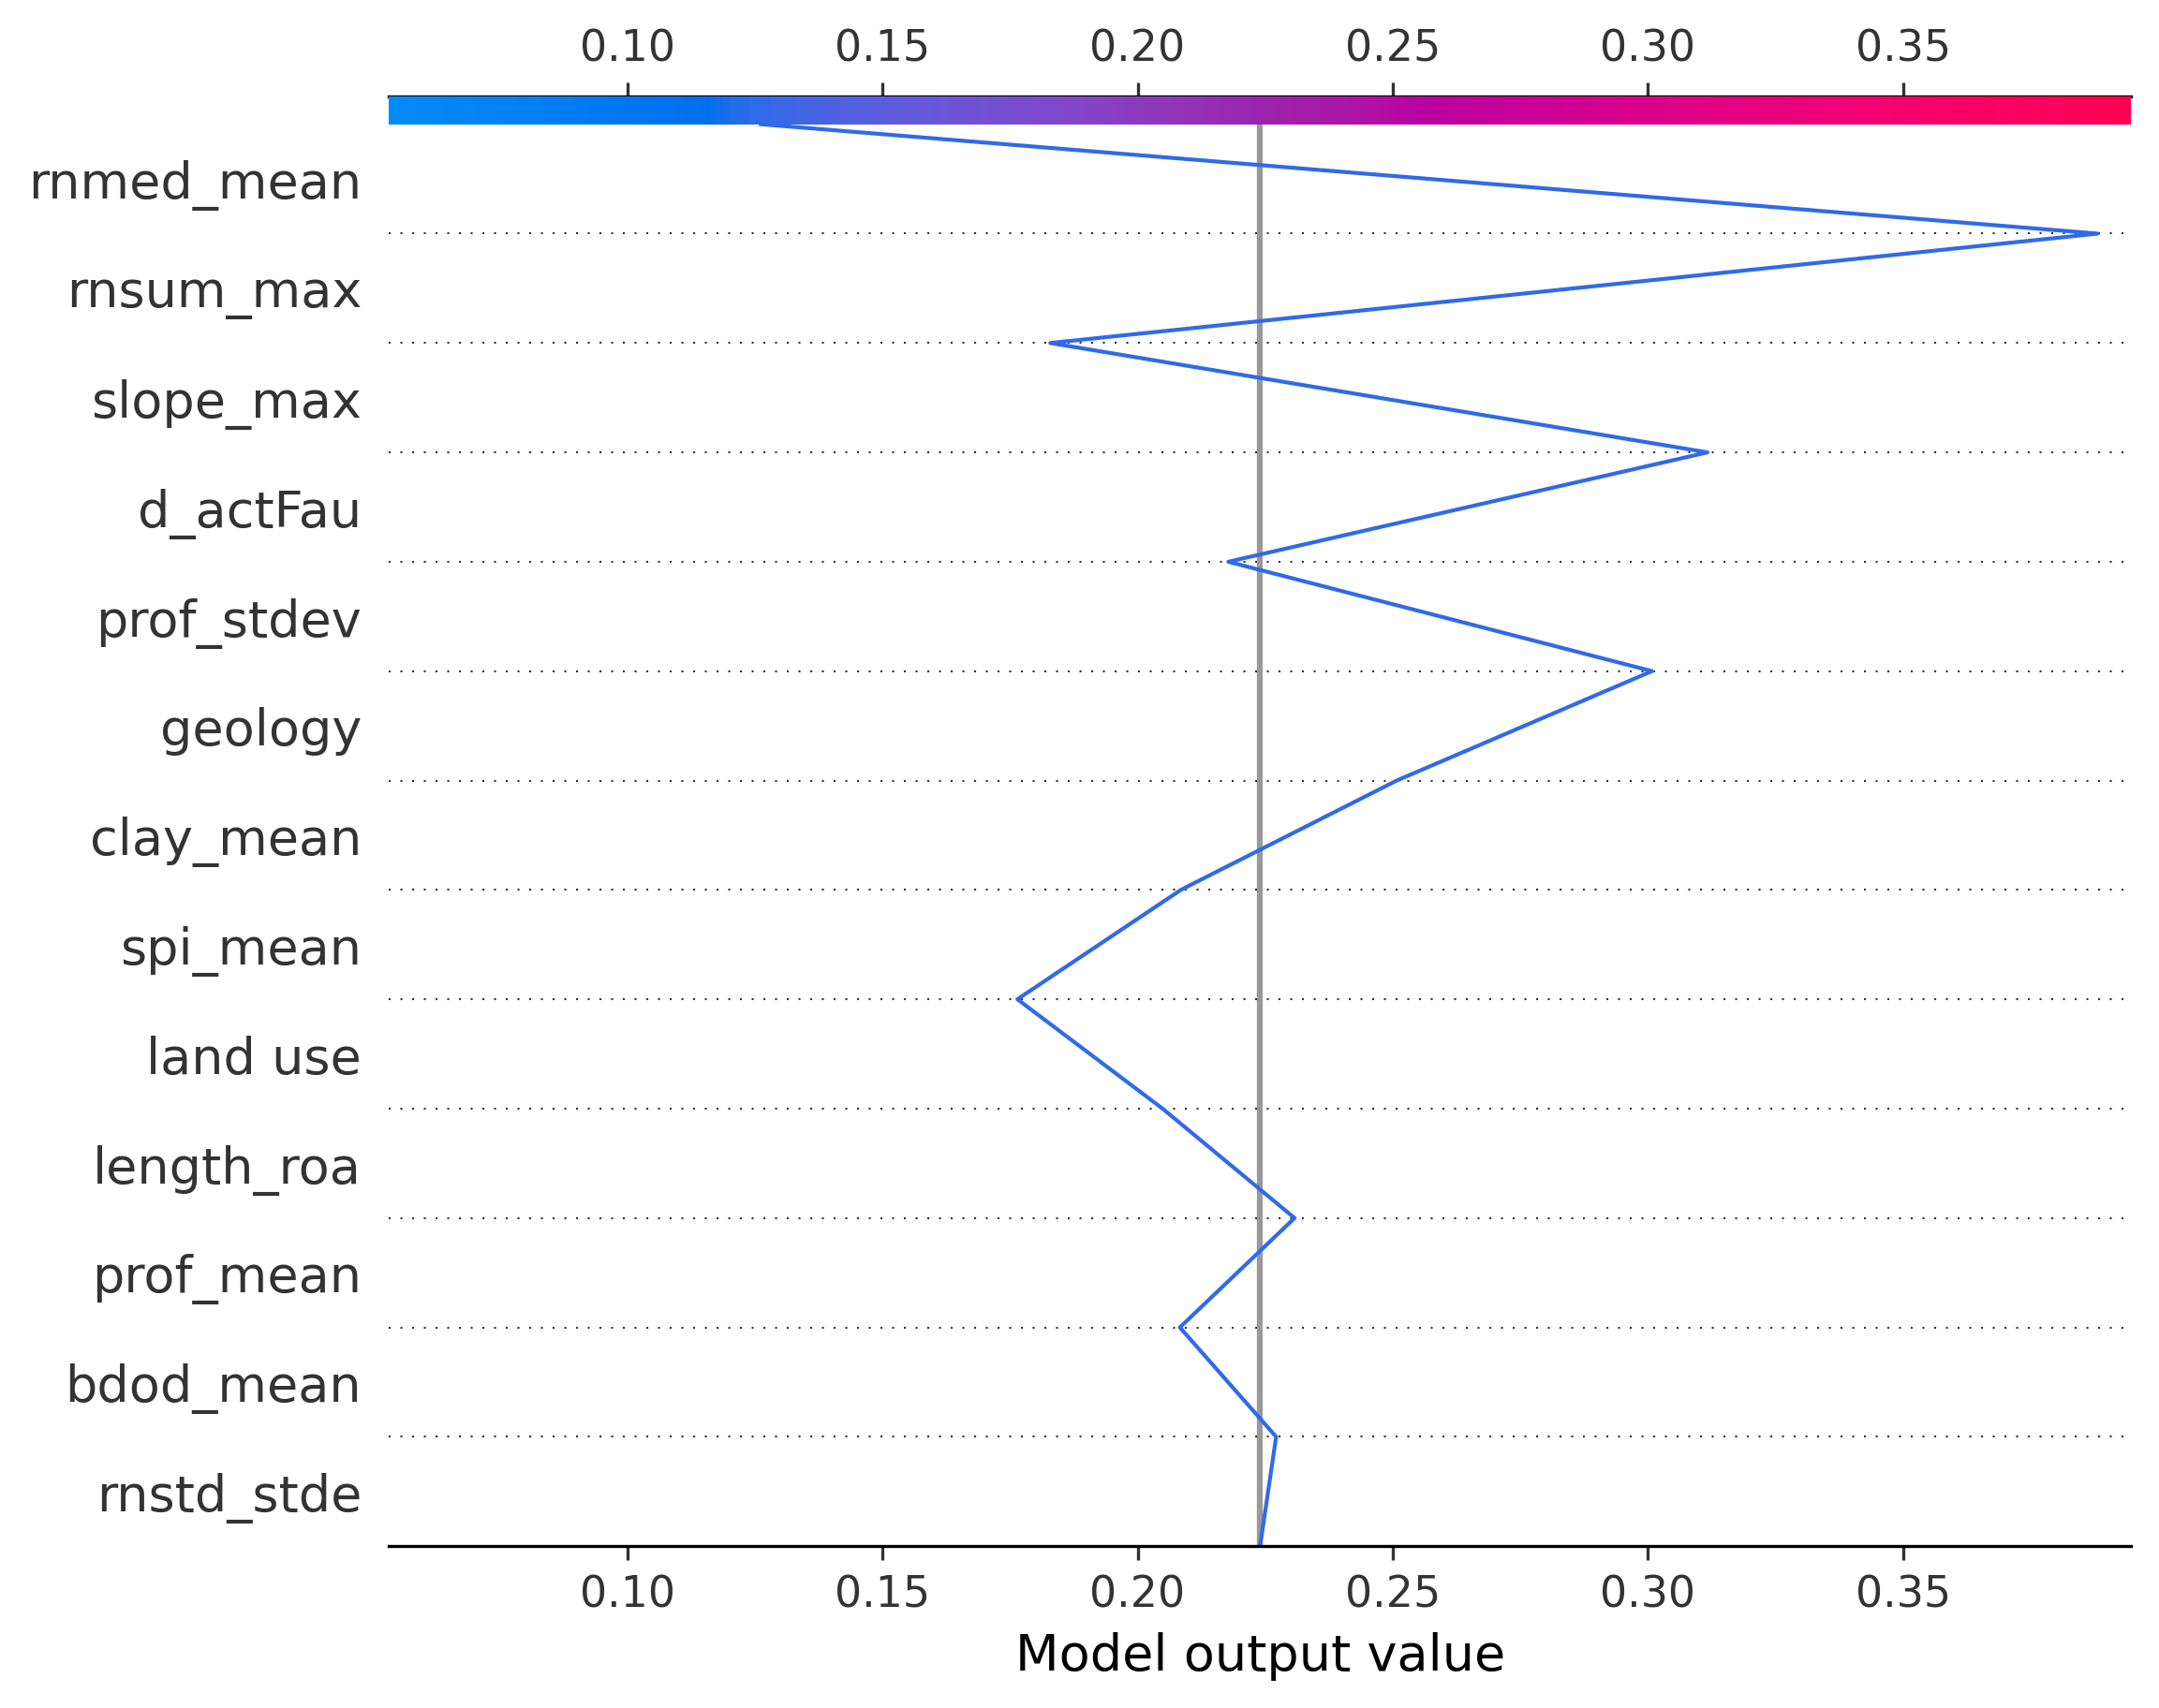 0.10 0.15 0.20 0.25 0.30 0.35
rnmed_mean
rnsum_max
slope_max
d_actFau
prof_stdev
geology
clay_mean
spi_mean
land use
length_roa
prof_mean
bdod_mean
rnstd_stde
0.10 0.15 0.20 0.25 0.30 0.35
Model output value